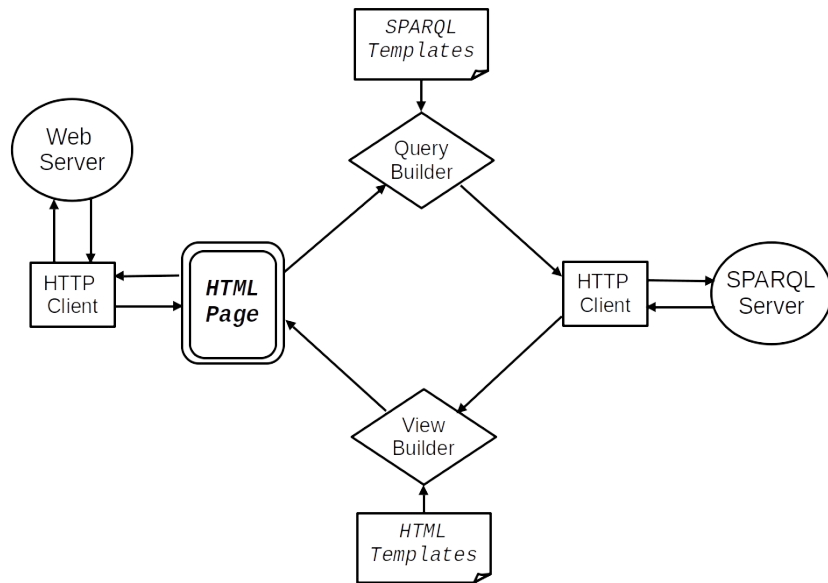 SPARQL
Templates
Web
Server
Query
Builder
HTTP
Client
HTML
Page
HTTP
Client
SPARQL
Server
View
Builder
HTML
Templates